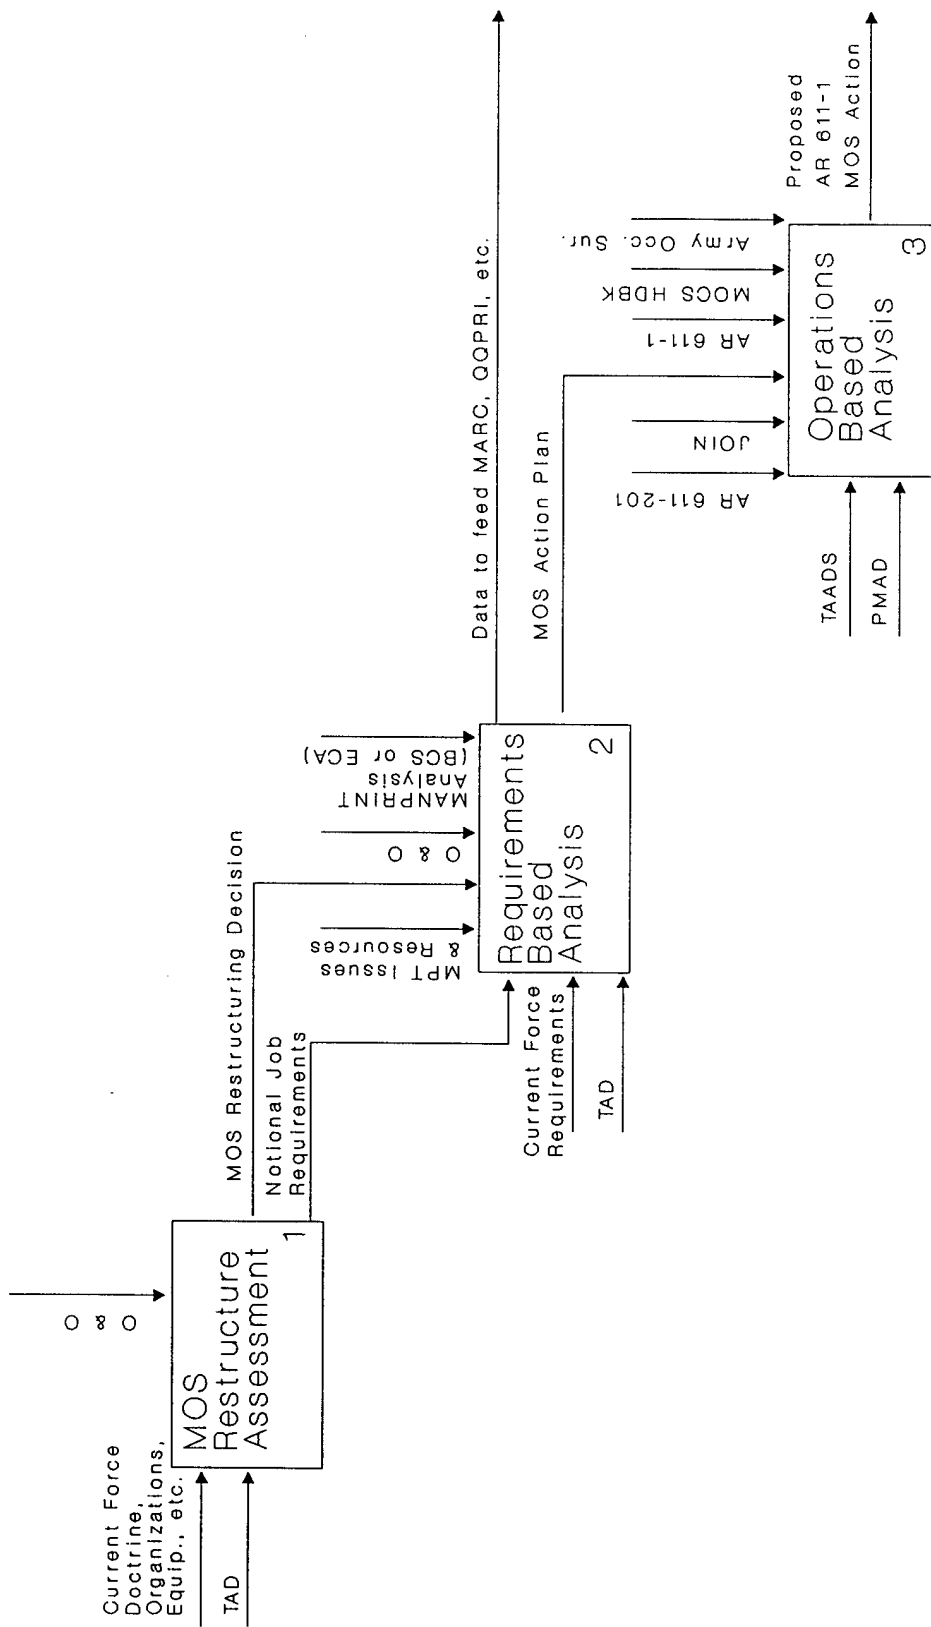 Current Force
Doctrine,
Organizations,
Equip., etc.
TAD
O & O
MOS
Restructure
Assessment
1
MOS Restructuring Decision
Notional Job
Requirements
MPT Issues
& Resources
O & O
MANPRINT
Analysis
(BCS or ECA)
Current Force
Requirements
TAD
Requirements
Based
Analysis
2
Data to feed MARC, QQPRI, etc.
MOS Action Plan
AR 611-201
JOIN
AR 611-1
MOCS HDBK
Army Occ. Sur.
TAADS
PMAD
Operations
Based
Analysis
3
Proposed
AR 611-1
MOS Action